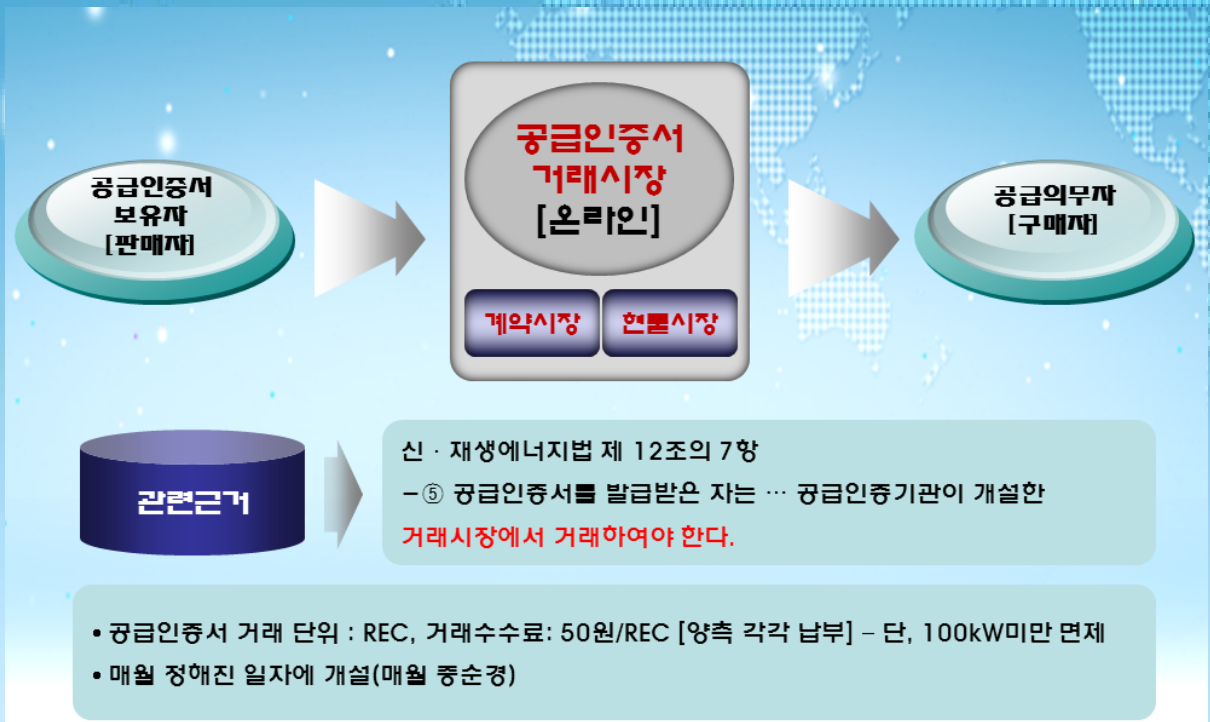 공급인증서
보유자
[판매자]
공급인증서
거래시장
[온라인]
계약시장
현물시장
공급의무자
[구매자]
관련근거
신 · 재생에너지법 제 12조의 7항
–⑤ 공급인증서를 발급받은 자는 … 공급인증기관이 개설한
거래시장에서 거래하여야 한다.
• 공급인증서 거래 단위 : REC, 거래수수료: 50원/REC [양측 각각 납부] – 단, 100kW미만 면제
• 매월 정해진 일자에 개설(매월 중순경)